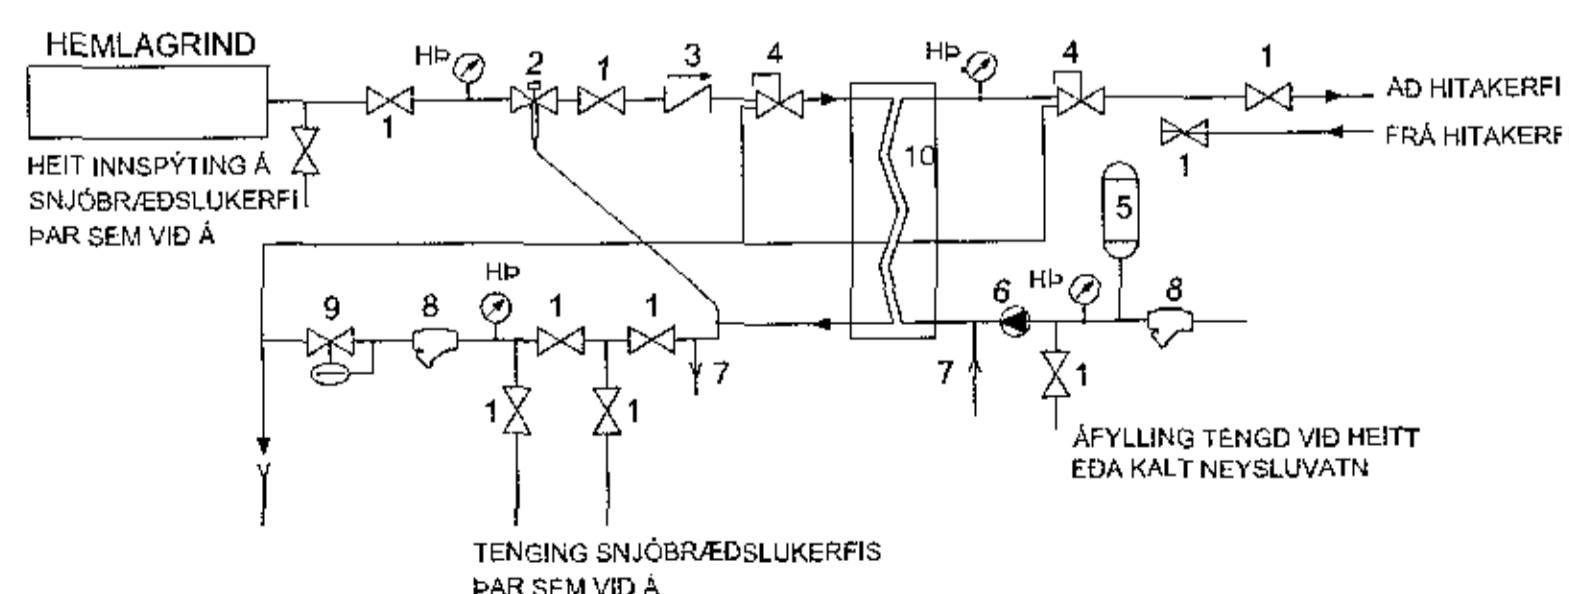 HEMLAGRIND
HÞ 2 1 3 4 HÞ 4 1
1
AÐ HITAKERFI
FRÁ HITAKERFI
1
HEIT INNSPÝTING Á
SNJÓBRÆÐSLUKERFI
ÞAR SEM VIÐ Á
10
5
9 8 HÞ 1 1 6 HÞ 8
7 7 1
1 1
ÁFYLLING TENGD VIÐ HEITT
EÐA KALT NEYSLUVATN
TENGING SNJÓBRÆÐSLUKERFIS
ÞAR SEM VIÐ Á